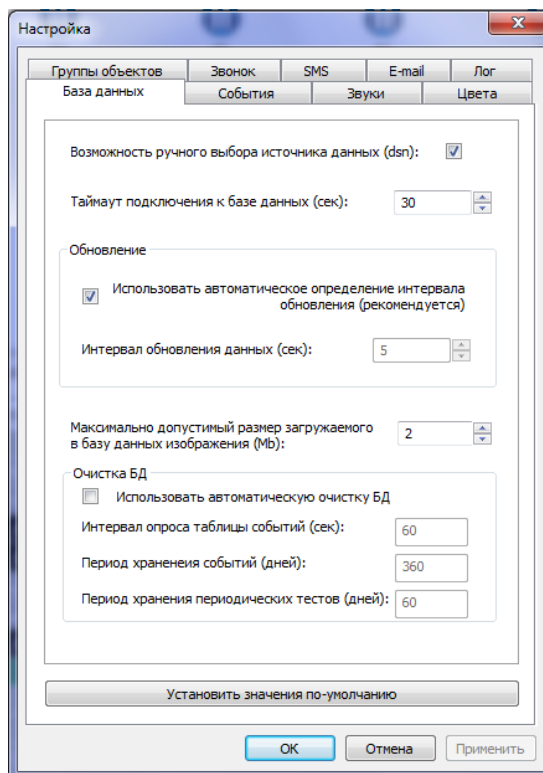 Настройка
Группы объектов Звонок SMS E-mail Лог
База данных События Звуки Цвета
Возможность ручного выбора источника данных (dsn):
Таймаут подключения к базе данных (сек): 30
Обновление
Использовать автоматическое определение интервала
обновления (рекомендуется)
Интервал обновления данных (сек): 5
Максимально допустимый размер загружаемого
в базу данных изображения (Mb): 2
Очистка БД
Использовать автоматическую очистку БД
Интервал опроса таблицы событий (сек): 60
Период хранеиея событий (дней): 360
Период хранения периодических тестов (дней): 60
Установить значения по-умолчанию
OK Отмена Применить